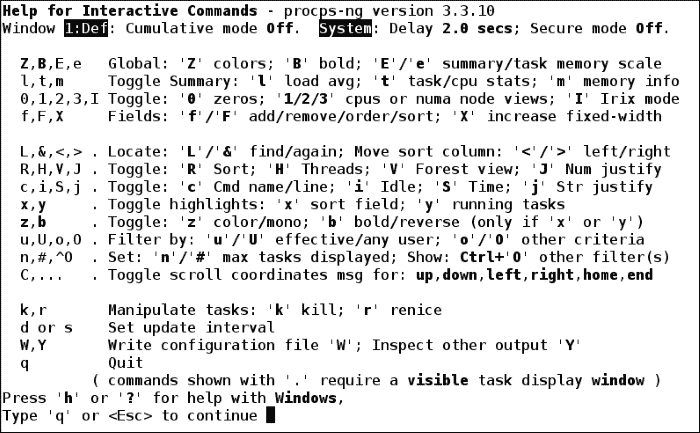 Help for Interactive Commands - procps-ng version 3.3.10
Window 1:Def: Cumulative mode Off.  System: Delay 2.0 secs; Secure mode Off.

  Z,B,E,e   Global: 'Z' colors; 'B' bold; 'E'/'e' summary/task memory scale
  l,t,m     Toggle Summary: 'l' load avg; 't' task/cpu stats; 'm' memory info
  0,1,2,3,I Toggle: '0' zeros; '1/2/3' cpus or numa node views; 'I' Irix mode
  f,F,X     Fields: 'f'/'F' add/remove/order/sort; 'X' increase fixed-width

  L,&,<,> . Locate: 'L'/'&' find/again; Move sort column: '<'/'>' left/right
  R,H,V,J . Toggle: 'R' Sort; 'H' Threads; 'V' Forest view; 'J' Num justify
  c,i,S,j . Toggle: 'c' Cmd name/line; 'i' Idle; 'S' Time; 'j' Str justify
  x,y     . Toggle highlights: 'x' sort field; 'y' running tasks
  z,b     . Toggle: 'z' color/mono; 'b' bold/reverse (only if 'x' or 'y')
  u,U,o,O . Filter by: 'u'/'U' effective/any user; 'o'/'O' other criteria
  n,#,^O  . Set: 'n'/'#' max tasks displayed; Show: Ctrl+'O' other filter(s)
  C,...   . Toggle scroll coordinates msg for: up,down,left,right,home,end

  k,r       Manipulate tasks: 'k' kill; 'r' renice
  d or s    Set update interval
  W,Y       Write configuration file 'W'; Inspect other output 'Y'
  q         Quit
          ( commands shown with '.' require a visible task display window )
Press 'h' or '?' for help with Windows,
Type 'q' or <Esc> to continue